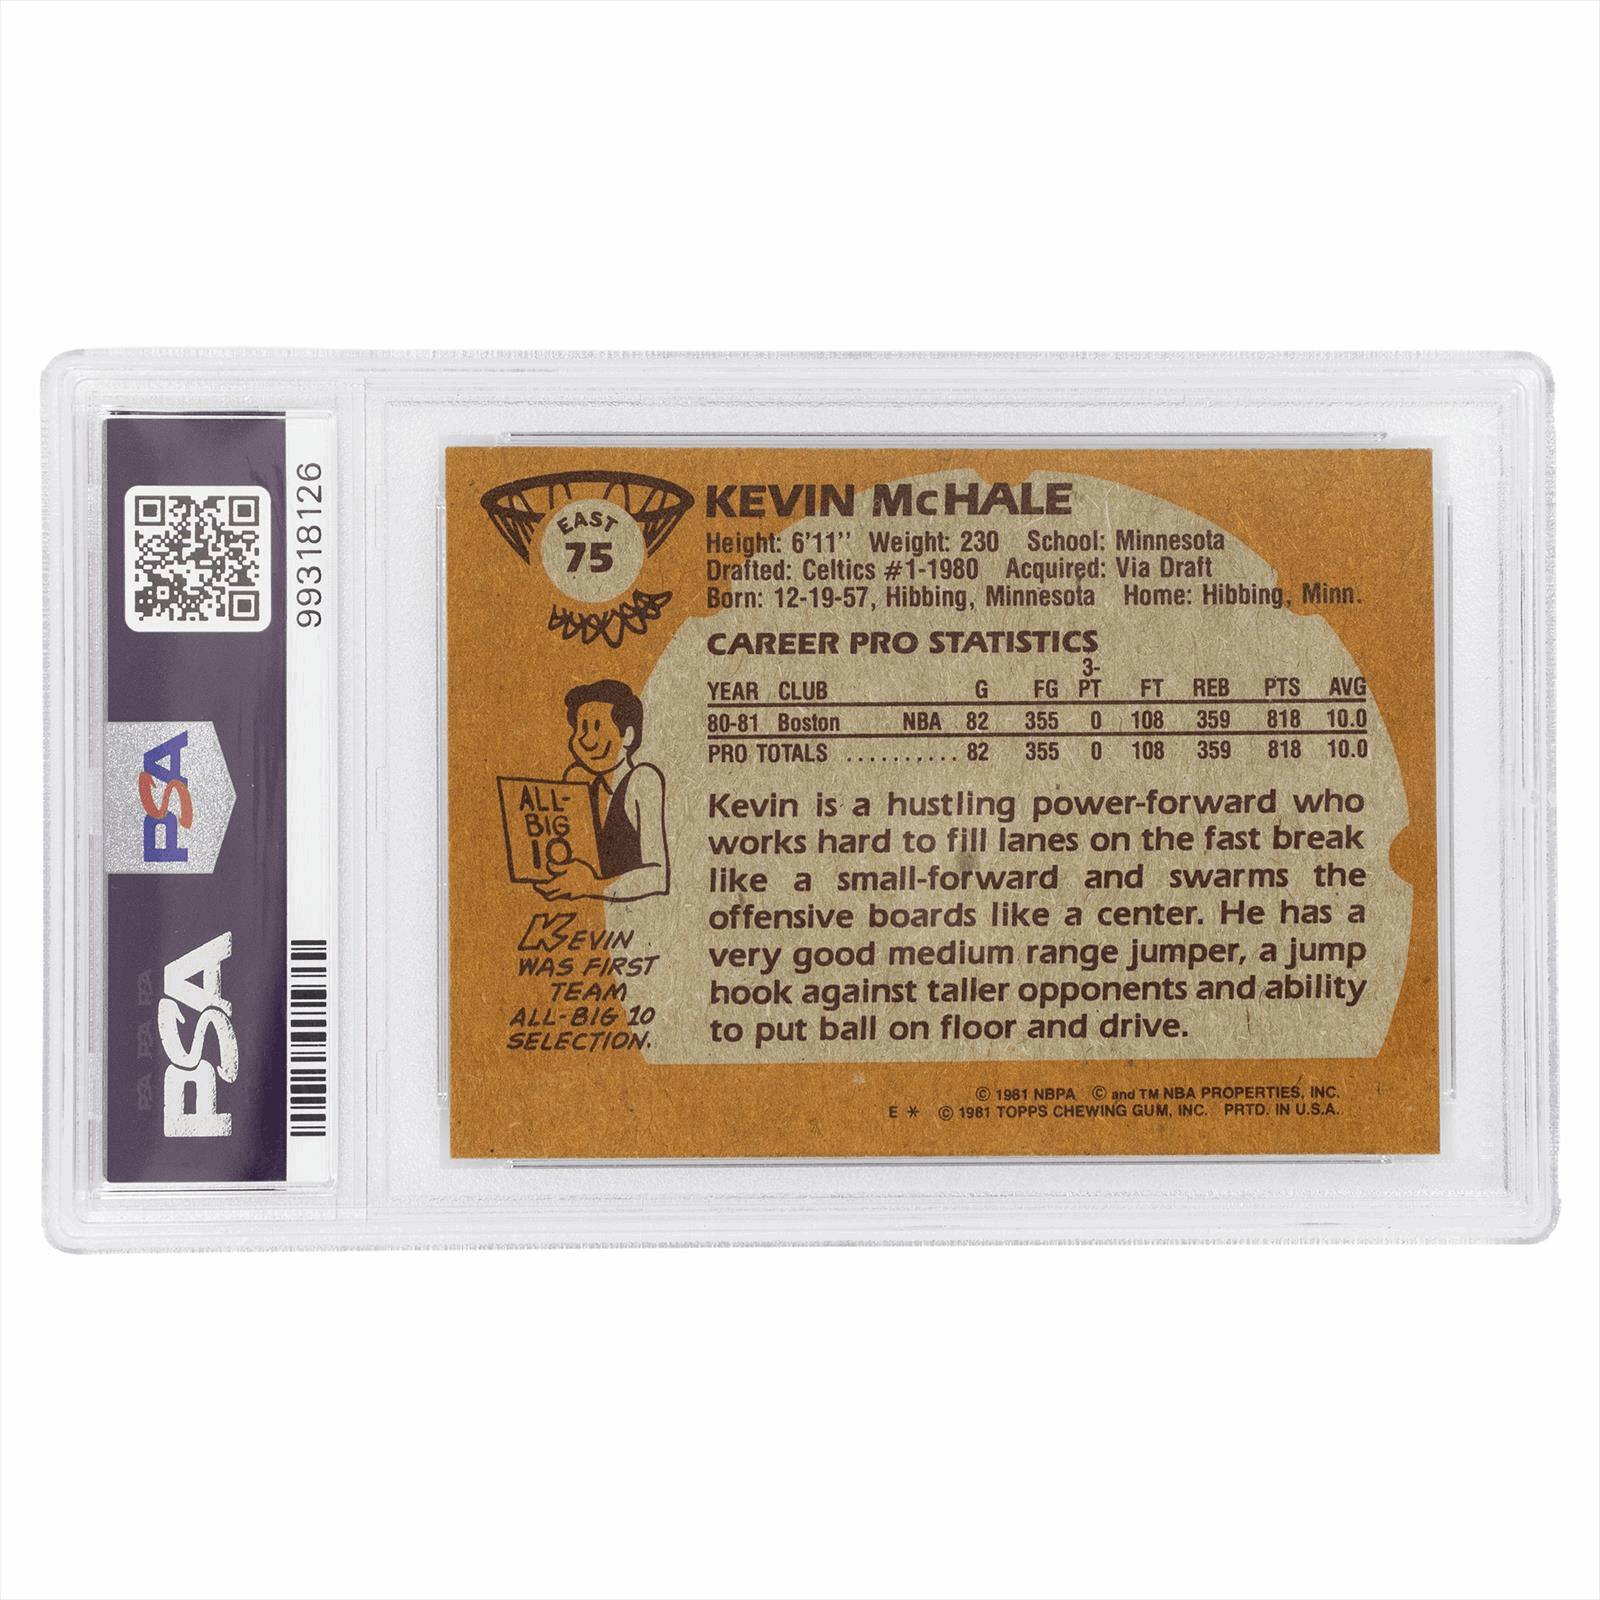 99318126
PSA
PSA
EAST
75
KEVIN McHALE
Height: 6'11'' Weight: 230 School: Minnesota
Drafted: Celtics #1-1980 Acquired: Via Draft
Born: 12-19-57, Hibbing, Minnesota Home: Hibbing, Minn.
CAREER PRO STATISTICS
3-
YEAR CLUB G FG PT FT REB PTS AVG
80-81 Boston NBA 82 355 0 108 359 818 10.0
PRO TOTALS .......... 82 355 0 108 359 818 10.0
ALL-
BIG
10
KEVIN
WAS FIRST
TEAM
ALL-BIG 10
SELECTION.
Kevin is a hustling power-forward who
works hard to fill lanes on the fast break
like a small-forward and swarms the
offensive boards like a center. He has a
very good medium range jumper, a jump
hook against taller opponents and ability
to put ball on floor and drive.
© 1981 NBPA © and TM NBA PROPERTIES, INC.
E * © 1981 TOPPS CHEWING GUM, INC. PRTD. IN U.S.A.
PSA PSA PSA